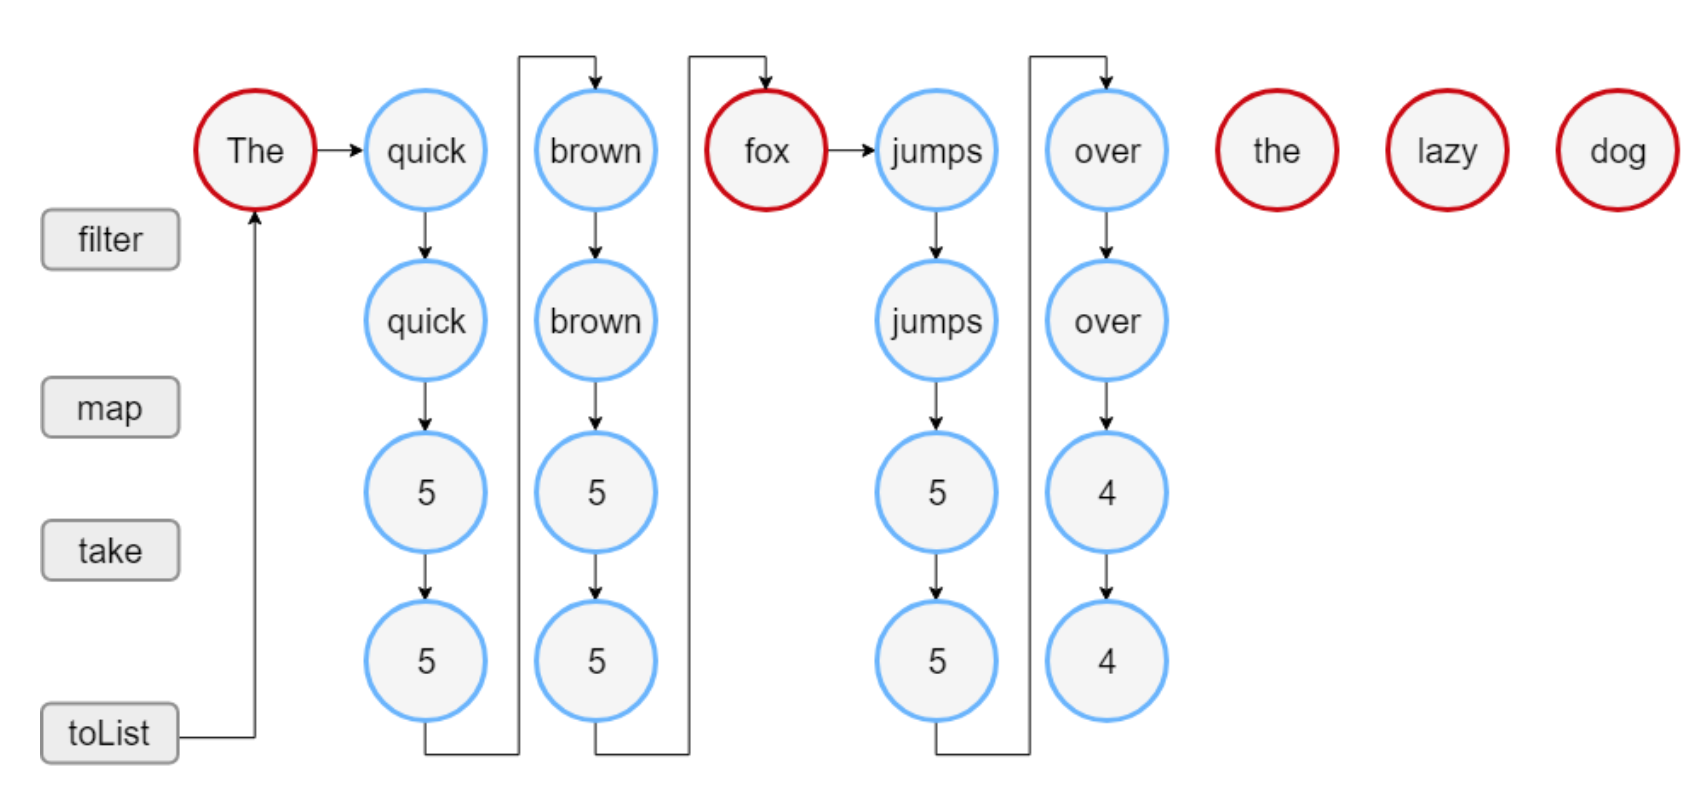 The quick brown fox jumps over the lazy dog
filter
quick brown jumps over
map
5 5 5 4
take
5 5 5 4
toList